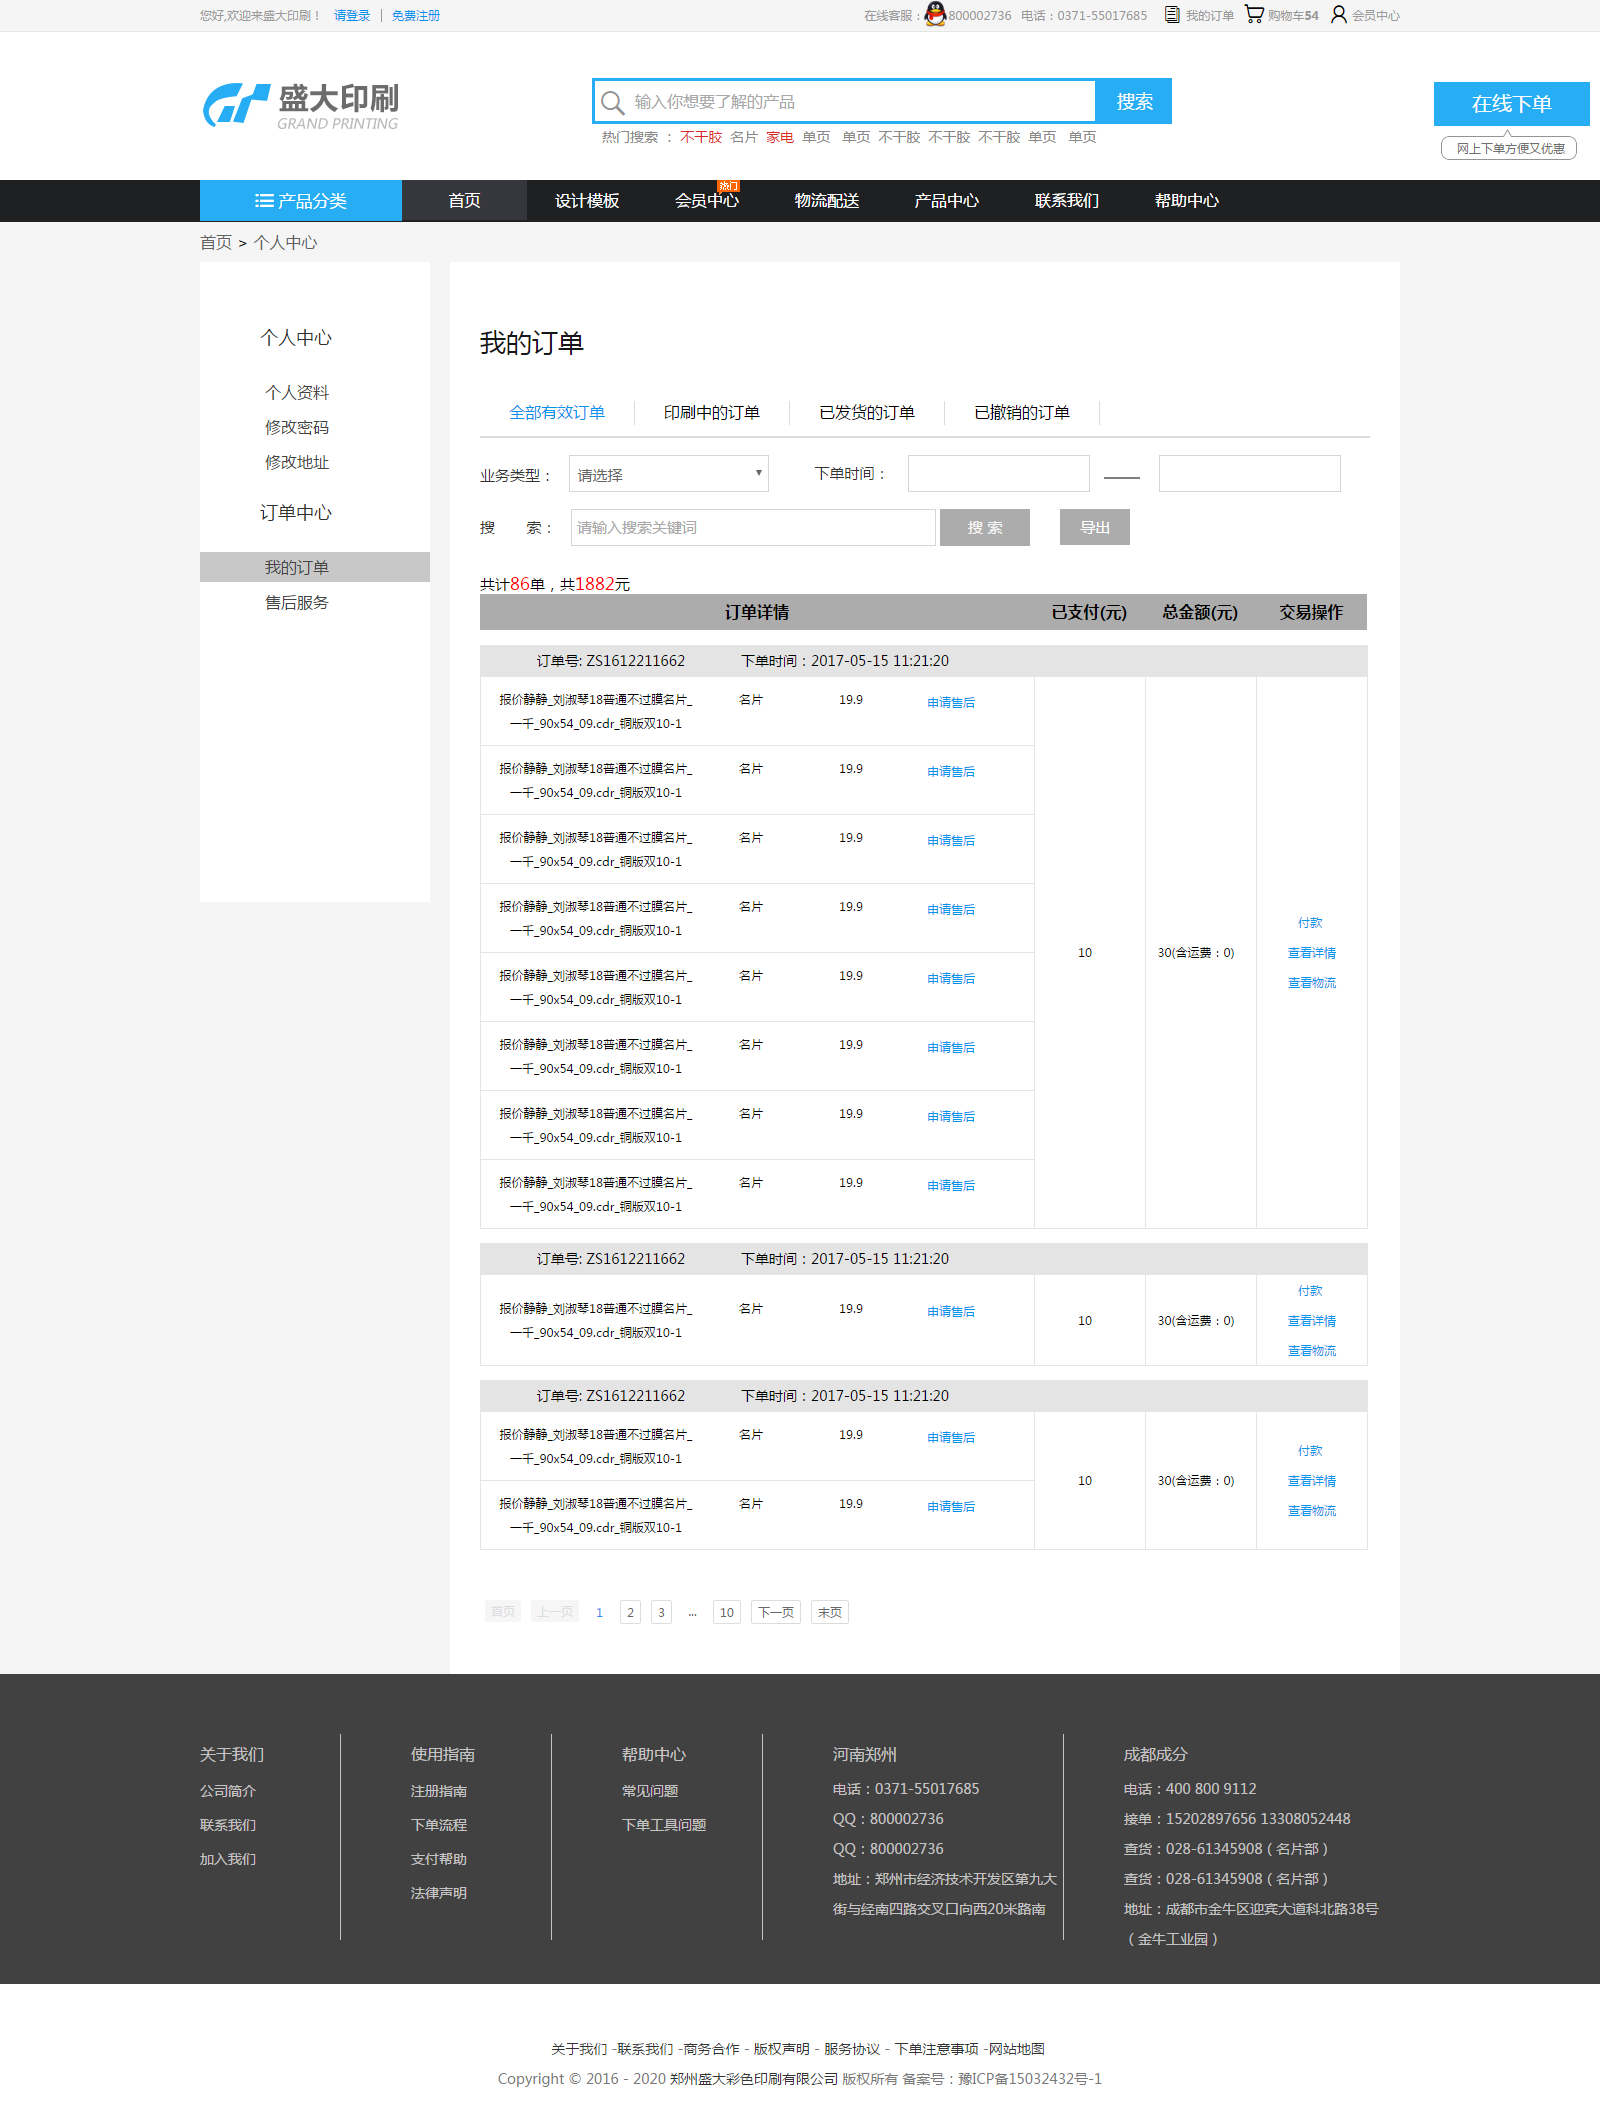 您好,欢迎来盛大印刷！ 请登录 | 免费注册 在线客服：800002736 电话：0371-55017685 我的订单 购物车54 会员中心
盛大印刷
GRAND PRINTING
输入你想要了解的产品 搜索
热门搜索 ： 不干胶 名片 家电 单页 单页 不干胶 不干胶 不干胶 单页 单页
在线下单
网上下单方便又优惠
产品分类 首页 设计模板 会员中心 热门 物流配送 产品中心 联系我们 帮助中心
首页 > 个人中心
个人中心
个人资料
修改密码
修改地址
订单中心
我的订单
售后服务
我的订单
全部有效订单 印刷中的订单 已发货的订单 已撤销的订单
业务类型： 请选择 下单时间：
搜 索： 请输入搜索关键词 搜 索 导出
共计86单，共1882元
订单详情 已支付(元) 总金额(元) 交易操作
订单号: ZS1612211662 下单时间：2017-05-15 11:21:20
报价静静_刘淑琴18普通不过膜名片_ 名片 19.9 申请售后
一千_90x54_09.cdr_铜版双10-1
报价静静_刘淑琴18普通不过膜名片_ 名片 19.9 申请售后
一千_90x54_09.cdr_铜版双10-1
报价静静_刘淑琴18普通不过膜名片_ 名片 19.9 申请售后
一千_90x54_09.cdr_铜版双10-1
报价静静_刘淑琴18普通不过膜名片_ 名片 19.9 申请售后
一千_90x54_09.cdr_铜版双10-1
报价静静_刘淑琴18普通不过膜名片_ 名片 19.9 申请售后
一千_90x54_09.cdr_铜版双10-1
报价静静_刘淑琴18普通不过膜名片_ 名片 19.9 申请售后
一千_90x54_09.cdr_铜版双10-1
报价静静_刘淑琴18普通不过膜名片_ 名片 19.9 申请售后
一千_90x54_09.cdr_铜版双10-1
报价静静_刘淑琴18普通不过膜名片_ 名片 19.9 申请售后
一千_90x54_09.cdr_铜版双10-1
付款
10 30(含运费：0) 查看详情
查看物流
订单号: ZS1612211662 下单时间：2017-05-15 11:21:20
报价静静_刘淑琴18普通不过膜名片_ 名片 19.9 申请售后
一千_90x54_09.cdr_铜版双10-1
付款
10 30(含运费：0) 查看详情
查看物流
订单号: ZS1612211662 下单时间：2017-05-15 11:21:20
报价静静_刘淑琴18普通不过膜名片_ 名片 19.9 申请售后
一千_90x54_09.cdr_铜版双10-1
报价静静_刘淑琴18普通不过膜名片_ 名片 19.9 申请售后
一千_90x54_09.cdr_铜版双10-1
付款
10 30(含运费：0) 查看详情
查看物流
首页 上一页 1 2 3 ... 10 下一页 末页
关于我们
公司简介
联系我们
加入我们
使用指南
注册指南
下单流程
支付帮助
法律声明
帮助中心
常见问题
下单工具问题
河南郑州
电话：0371-55017685
QQ：800002736
QQ：800002736
地址：郑州市经济技术开发区第九大
街与经南四路交叉口向西20米路南
成都成分
电话：400 800 9112
接单：15202897656 13308052448
查货：028-61345908（名片部）
查货：028-61345908（名片部）
地址：成都市金牛区迎宾大道科北路38号
（金牛工业园）
关于我们 -联系我们 -商务合作 - 版权声明 - 服务协议 - 下单注意事项 -网站地图
Copyright © 2016 - 2020 郑州盛大彩色印刷有限公司 版权所有 备案号：豫ICP备15032432号-1